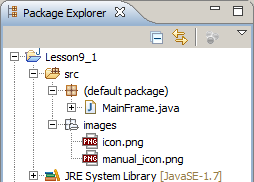 Package Explorer
Lesson9_1
src
(default package)
MainFrame.java
images
icon.png
manual_icon.png
JRE System Library [JavaSE-1.7]